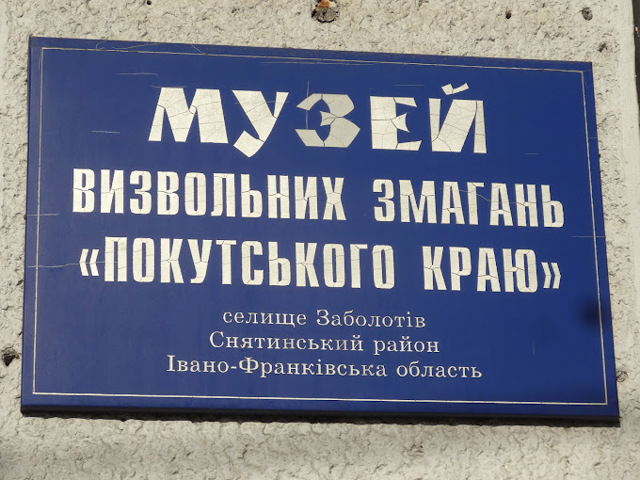 МУЗЕЙ
ВИЗВОЛЬНИХ ЗМАГАНЬ
«ПОКУТСЬКОГО КРАЮ»
селище Заболотів
Снятинський район
Івано-Франківська область